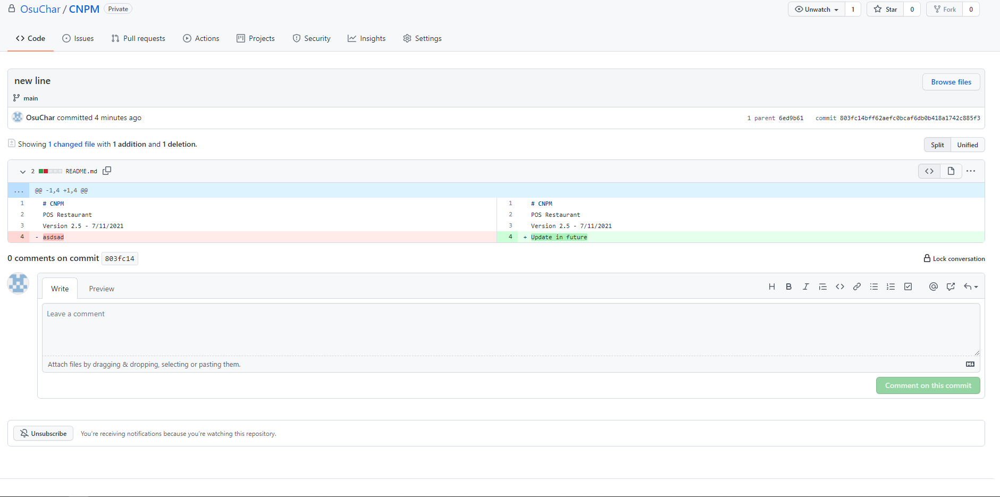 OsuChar / CNPM Private
Unwatch 1 Star 0 Fork 0
Code Issues Pull requests Actions Projects Security Insights Settings
new line
Browse files
main
OsuChar committed 4 minutes ago
1 parent 6ed9b61 commit 803fc14bff62aefc0bcaf6db0b418a1742c885f3
Showing 1 changed file with 1 addition and 1 deletion.
Split Unified
2 README.md
... @@ -1,4 +1,4 @@
1 # CNPM 1 # CNPM
2 POS Restaurant 2 POS Restaurant
3 Version 2.5 - 7/11/2021 3 Version 2.5 - 7/11/2021
4 - asdsad 4 + Update in future
0 comments on commit 803fc14
Lock conversation
Write Preview
Leave a comment
Attach files by dragging & dropping, selecting or pasting them.
Comment on this commit
Unsubscribe You're receiving notifications because you're watching this repository.